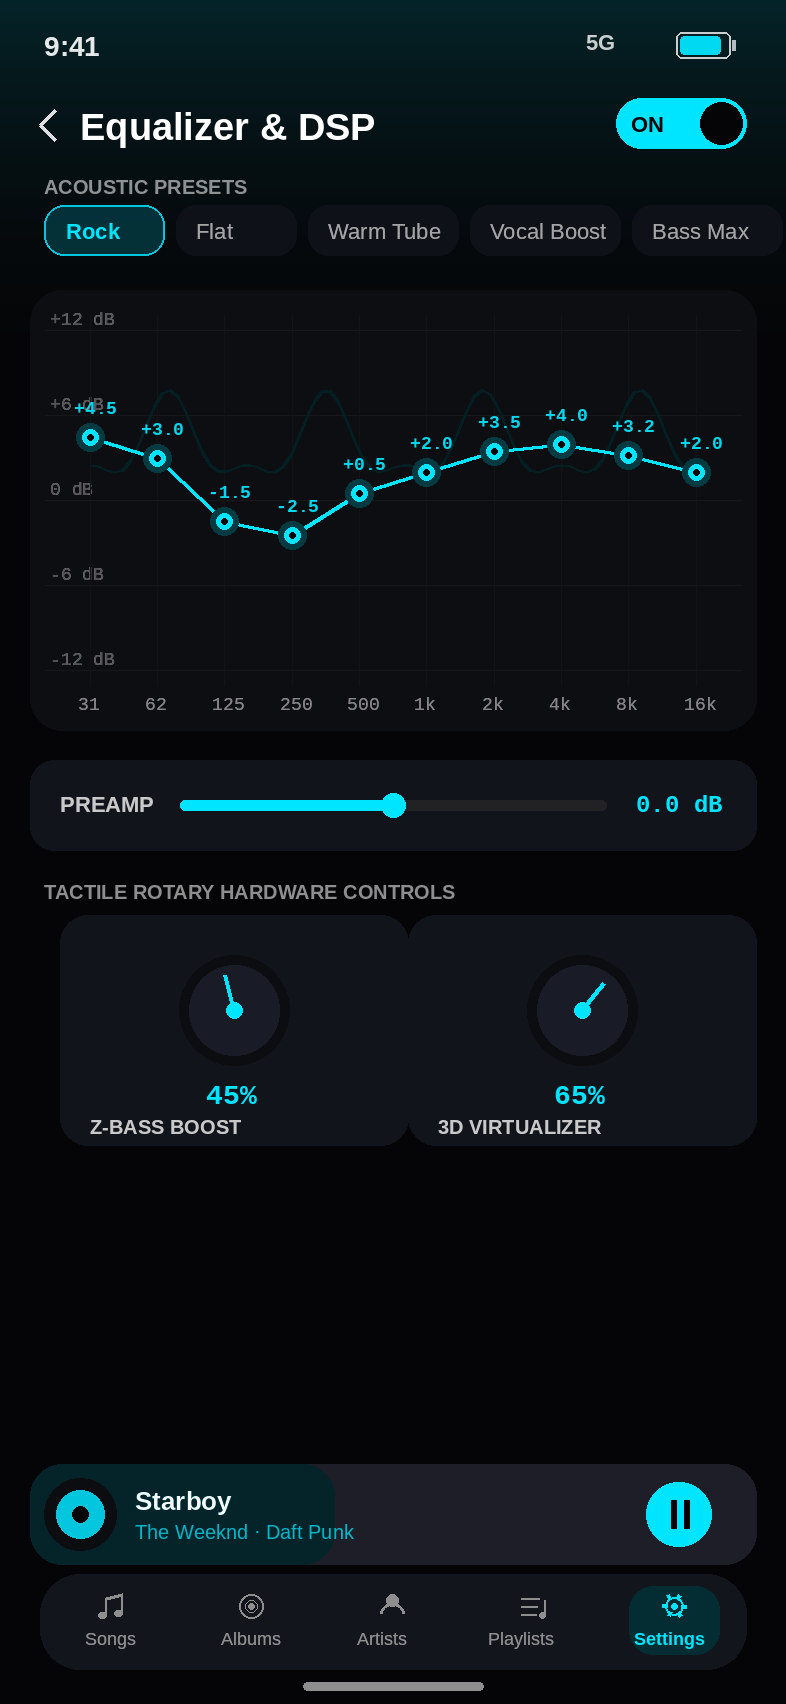 9:41
5G
Equalizer & DSP
ON
ACOUSTIC PRESETS
Rock
Flat
Warm Tube
Vocal Boost
Bass Max
+12 dB
+6 dB
0 dB
-6 dB
-12 dB
+4.5
+3.0
-1.5
-2.5
+0.5
+2.0
+3.5
+4.0
+3.2
+2.0
31
62
125
250
500
1k
2k
4k
8k
16k
PREAMP
0.0 dB
TACTILE ROTARY HARDWARE CONTROLS
45%
Z-BASS BOOST
65%
3D VIRTUALIZER
Starboy
The Weeknd · Daft Punk
Songs
Albums
Artists
Playlists
Settings